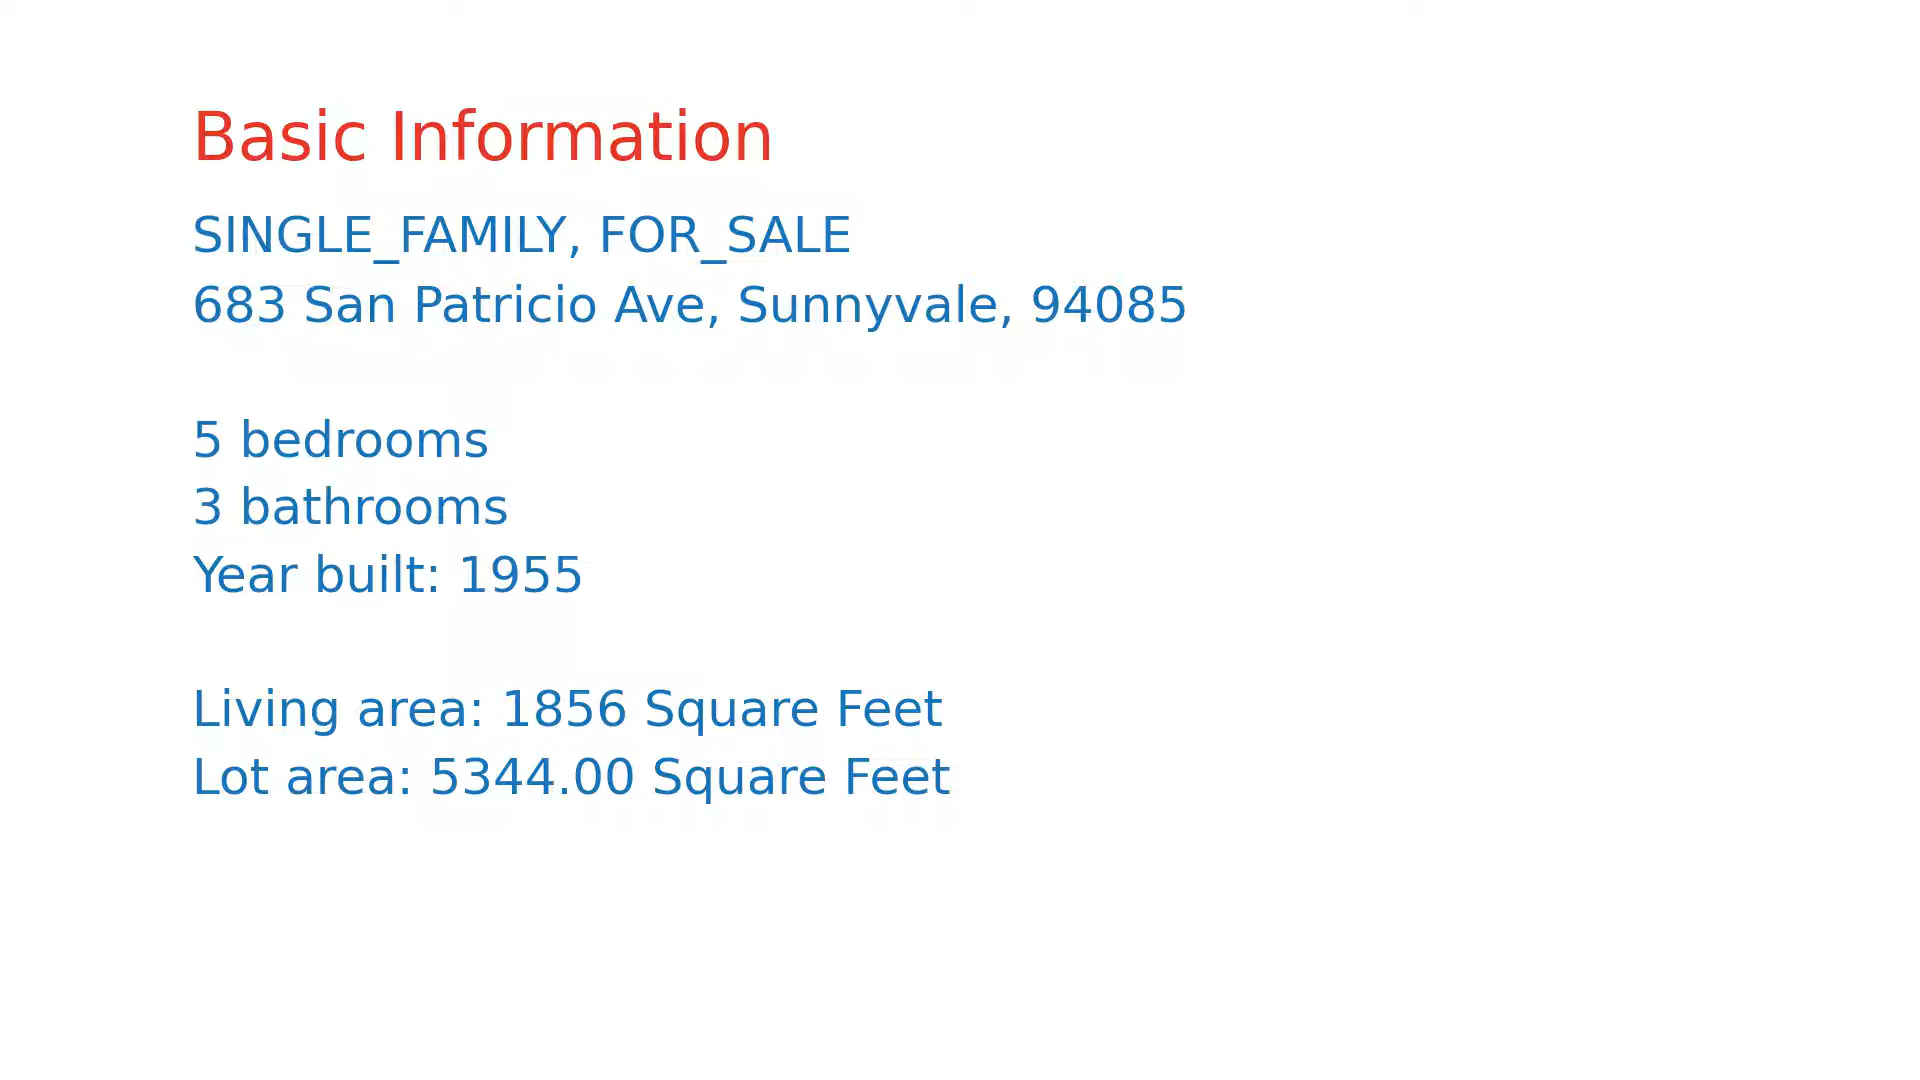 Basic Information
SINGLE_FAMILY, FOR_SALE
683 San Patricio Ave, Sunnyvale, 94085
5 bedrooms
3 bathrooms
Year built: 1955
Living area: 1856 Square Feet
Lot area: 5344.00 Square Feet